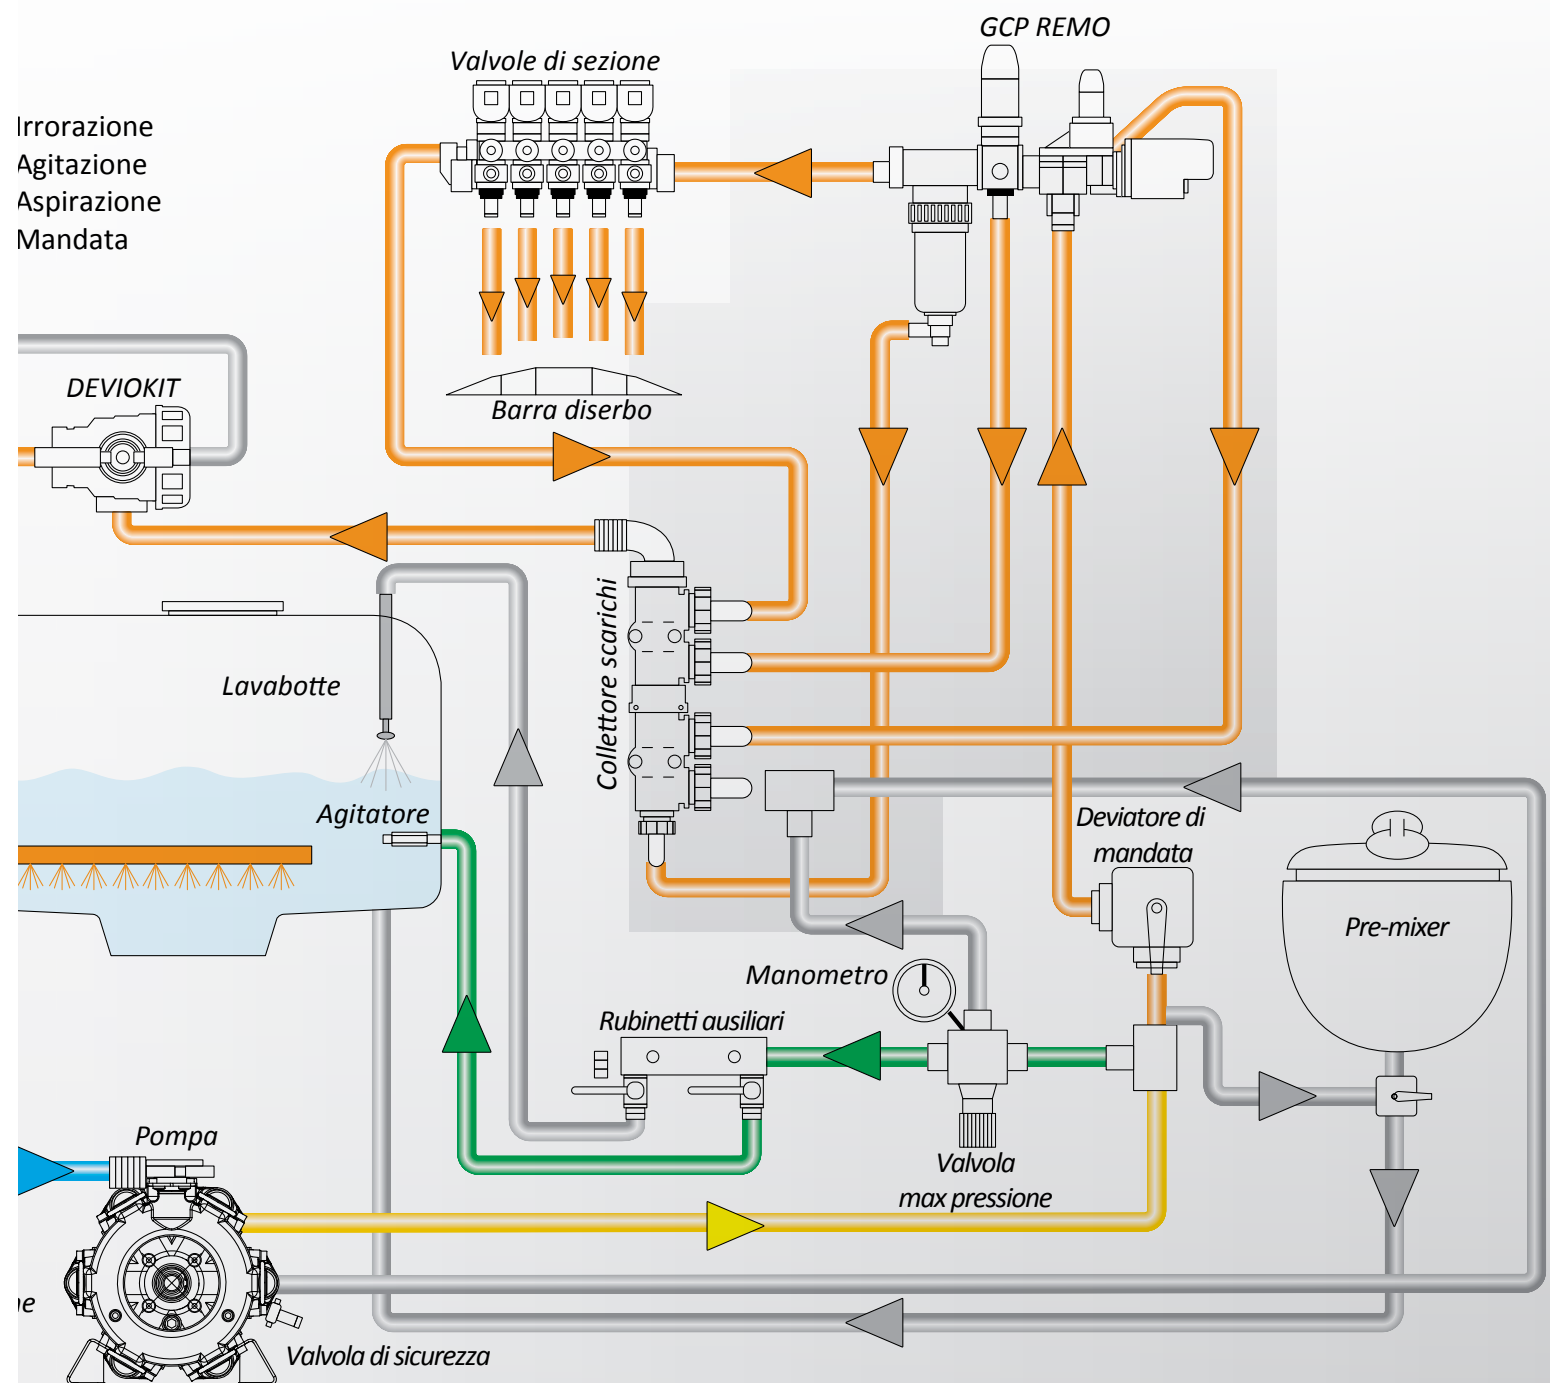 GCP REMO
Valvole di sezione
Irrorazione
Agitazione
Aspirazione
Mandata
DEVIOKIT
Barra diserbo
Collettore scarichi
Lavabotte
Agitatore
Deviatore di
mandata
Pre-mixer
Manometro
Rubinetti ausiliari
Pompa
Valvola
max pressione
ne
Valvola di sicurezza